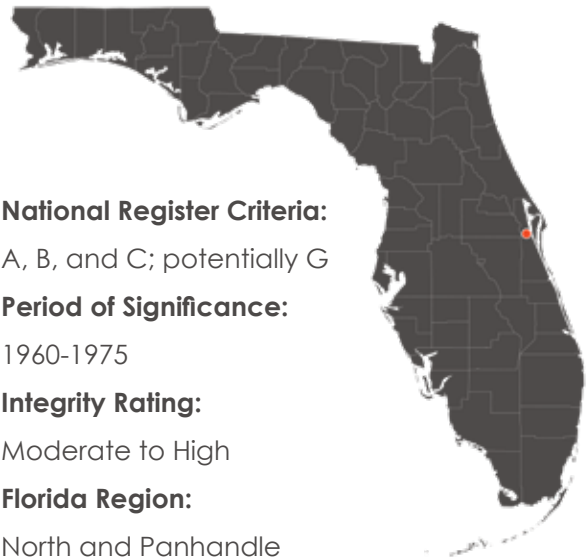 National Register Criteria:
A, B, and C; potentially G
Period of Significance:
1960-1975
Integrity Rating:
Moderate to High
Florida Region:
North and Panhandle